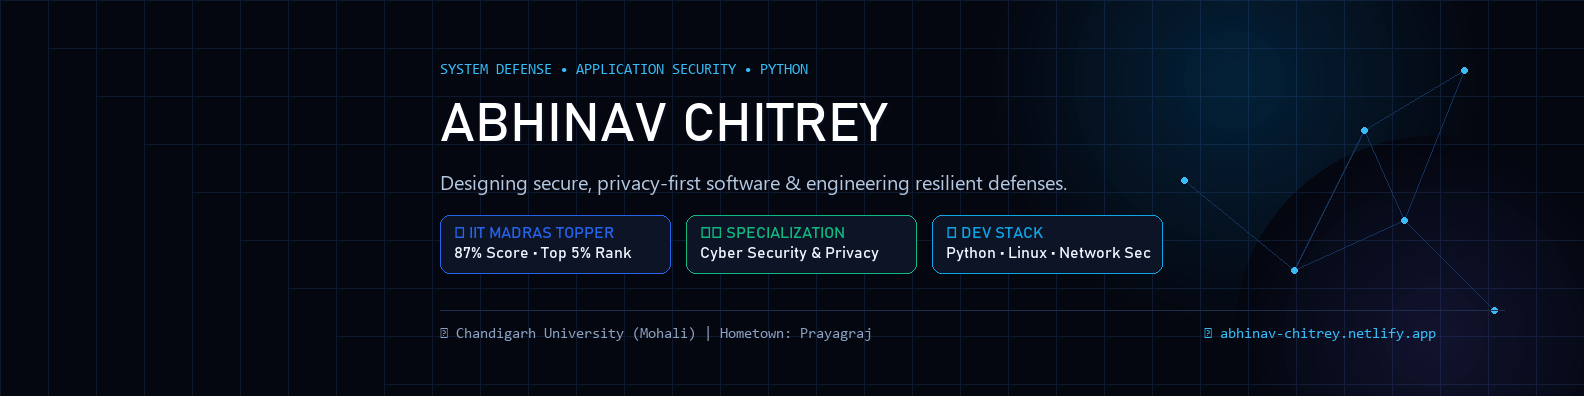 SYSTEM DEFENSE • APPLICATION SECURITY • PYTHON
ABHINAV CHITREY
Designing secure, privacy-first software & engineering resilient defenses.
IIT MADRAS TOPPER
87% Score • Top 5% Rank
SPECIALIZATION
Cyber Security & Privacy
DEV STACK
Python • Linux • Network Sec
Chandigarh University (Mohali) | Hometown: Prayagraj
abhinav-chitrey.netlify.app